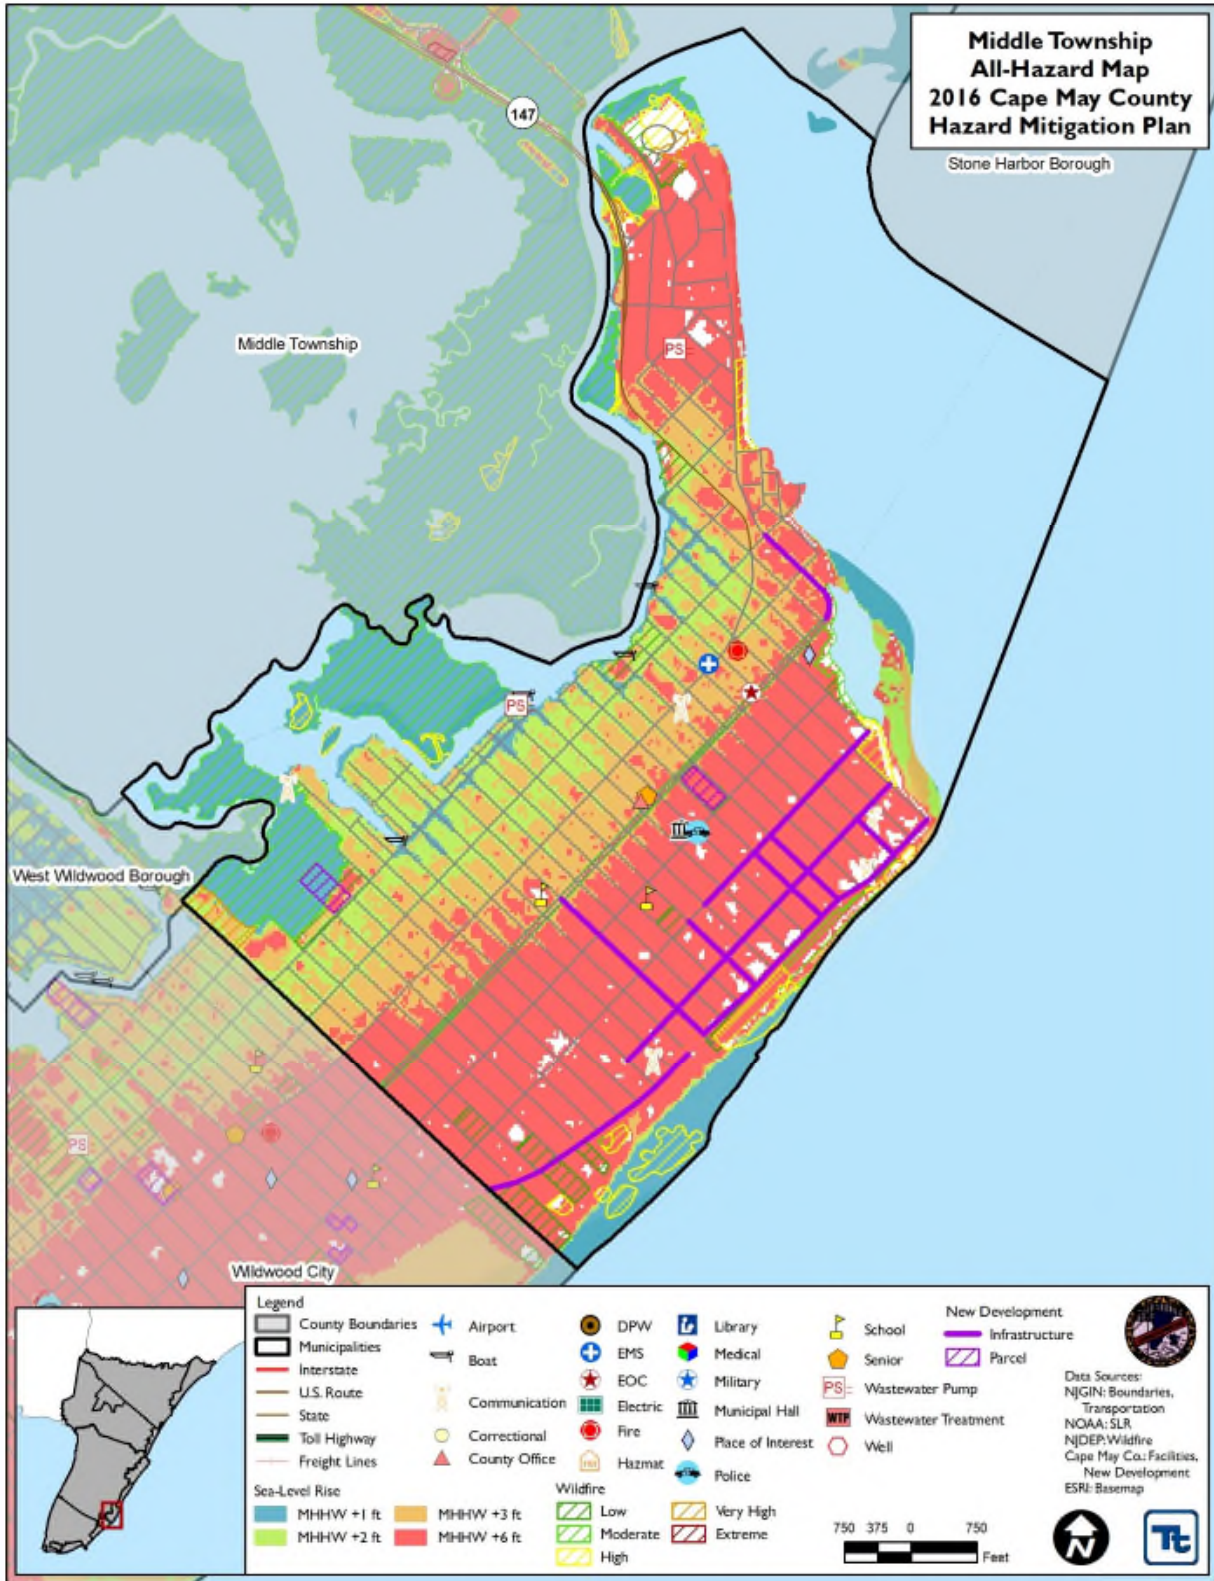 Middle Township
All-Hazard Map
2016 Cape May County
Hazard Mitigation Plan
147
Stone Harbor Borough
Middle Township
PS
PS
West Wildwood Borough
PS
Wildwood City
Legend
County Boundaries
Municipalities
Interstate
U.S. Route
State
Toll Highway
Freight Lines
Airport
Boat
Communication
Correctional
County Office
DPW
EMS
EOC
Electric
Fire
Hazmat
Library
Medical
Military
Municipal Hall
Place of Interest
Police
School
Senior
PS Wastewater Pump
WTP Wastewater Treatment
Well
New Development
Infrastructure
Parcel
Sea-Level Rise
MHHW +1 ft
MHHW +2 ft
MHHW +3 ft
MHHW +6 ft
Wildfire
Low
Moderate
High
Very High
Extreme
750 375 0 750
Feet
N
Data Sources:
NJGIN: Boundaries,
Transportation
NOAA: SLR
NJDEP: Wildfire
Cape May Co.: Facilities,
New Development
ESRI: Basemap
Tt